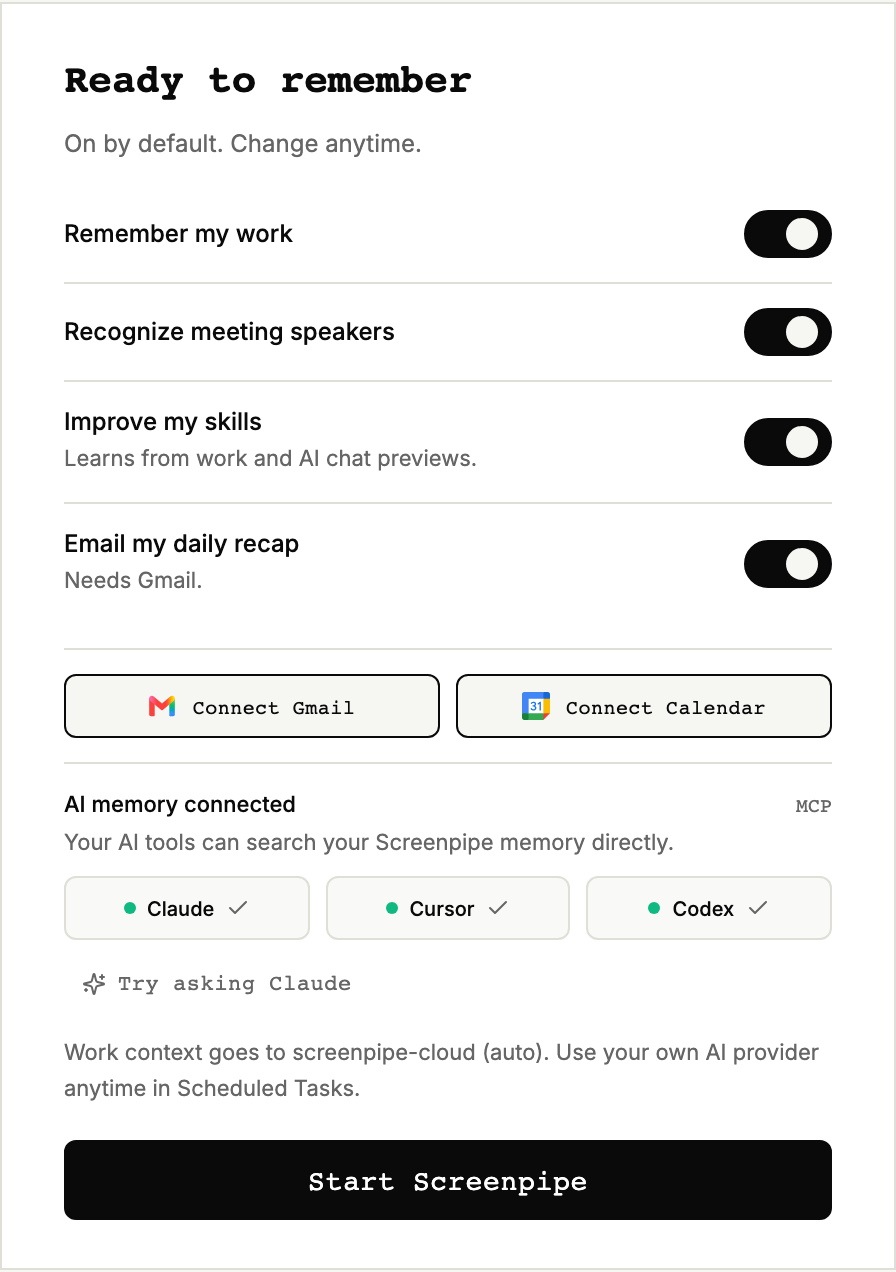 Ready to remember
On by default. Change anytime.
Remember my work
Recognize meeting speakers
Improve my skills
Learns from work and AI chat previews.
Email my daily recap
Needs Gmail.
Connect Gmail
31 Connect Calendar
AI memory connected
MCP
Your AI tools can search your Screenpipe memory directly.
Claude
Cursor
Codex
Try asking Claude
Work context goes to screenpipe-cloud (auto). Use your own AI provider
anytime in Scheduled Tasks.
Start Screenpipe